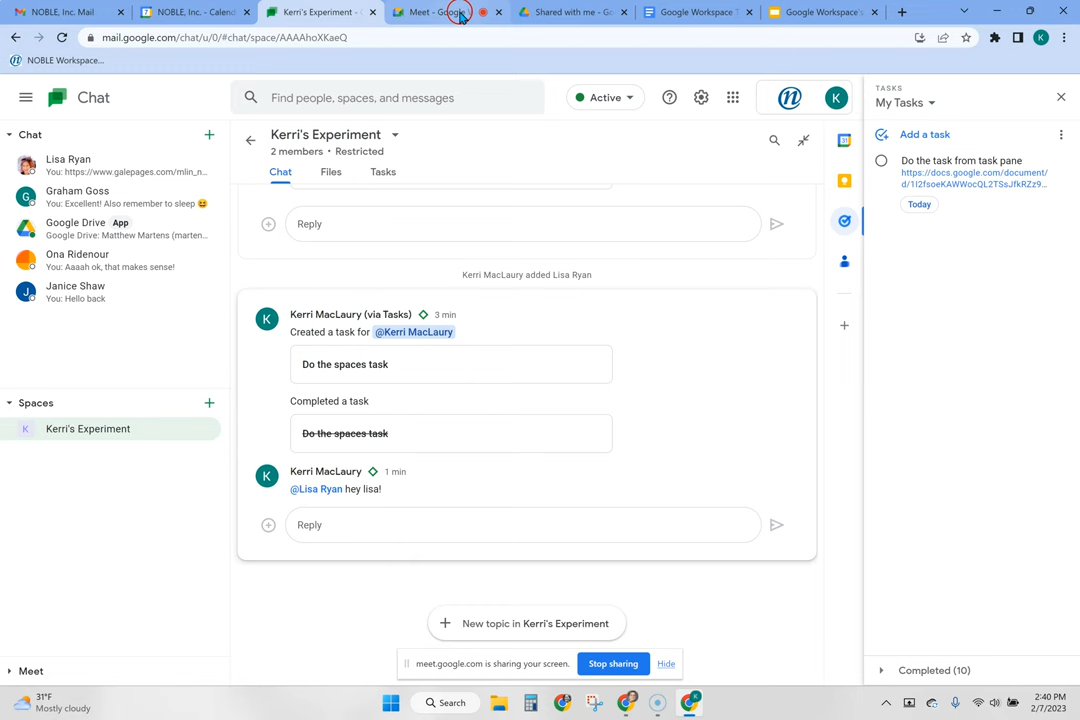 NOBLE, Inc. Mail
NOBLE, Inc. - Calend
Kerri's Experiment -
Meet - Google
Shared with me - Go
Google Workspace T
Google Workspace's
mail.google.com/chat/u/0/#chat/space/AAAAhoXKaeQ
K
NOBLE Workspace...
Chat
Find people, spaces, and messages
Active
n
K
TASKS
My Tasks
Chat
Lisa Ryan
You: https://www.galepages.com/mlin_n...
G
Graham Goss
You: Excellent! Also remember to sleep 😆
Google Drive App
Google Drive: Matthew Martens (marten...
Ona Ridenour
You: Aaaah ok, that makes sense!
J
Janice Shaw
You: Hello back
Spaces
K
Kerri's Experiment
Meet
Kerri's Experiment
2 members • Restricted
Chat
Files
Tasks
Reply
Kerri MacLaury added Lisa Ryan
K
Kerri MacLaury (via Tasks)
3 min
Created a task for @Kerri MacLaury
Do the spaces task
Completed a task
Do the spaces task
K
Kerri MacLaury
1 min
@Lisa Ryan hey lisa!
Reply
New topic in Kerri's Experiment
meet.google.com is sharing your screen.
Stop sharing
Hide
31
Add a task
Do the task from task pane
https://docs.google.com/document/
d/1I2fsoeKAWWocQL2TSsJfkRZz9...
Today
Completed (10)
31°F
Mostly cloudy
Search
K
2:40 PM
2/7/2023